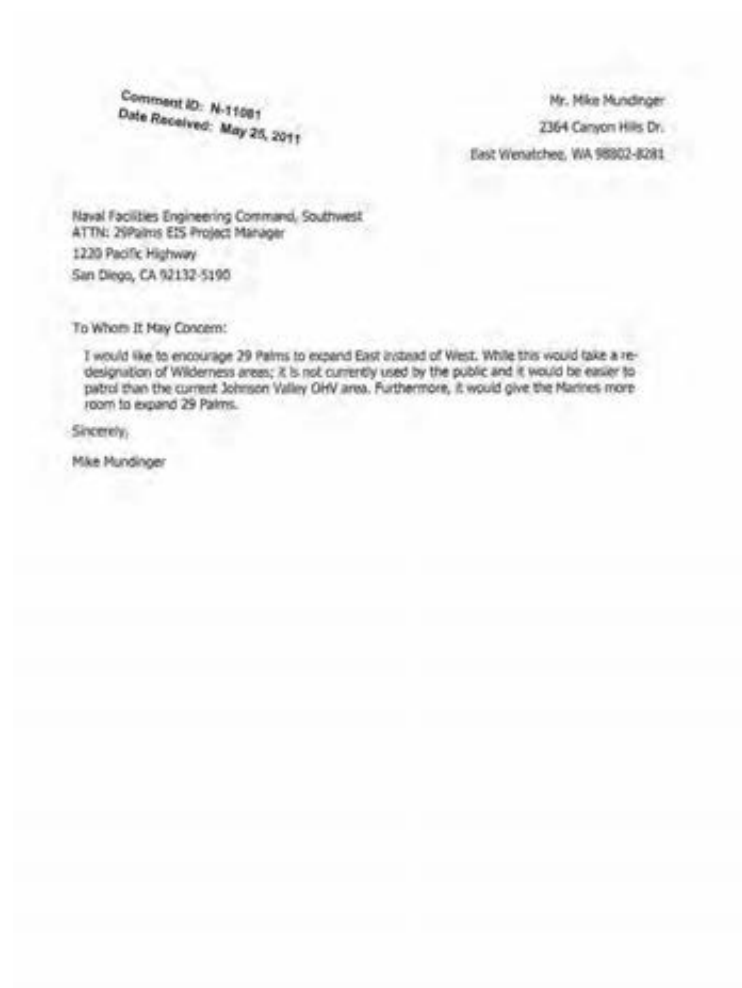 Comment ID: N-11081
Date Received: May 25, 2011
Mr. Mike Mundinger
2364 Canyon Hills Dr.
East Wenatchee, WA 98802-8281
Naval Facilities Engineering Command, Southwest
ATTN: 29Palms EIS Project Manager
1220 Pacific Highway
San Diego, CA 92132-5190
To Whom It May Concern:
I would like to encourage 29 Palms to expand East instead of West. While this would take a re-
designation of Wilderness areas; it is not currently used by the public and it would be easier to
patrol than the current Johnson Valley OHV area. Furthermore, it would give the Marines more
room to expand 29 Palms.
Sincerely,
Mike Mundinger